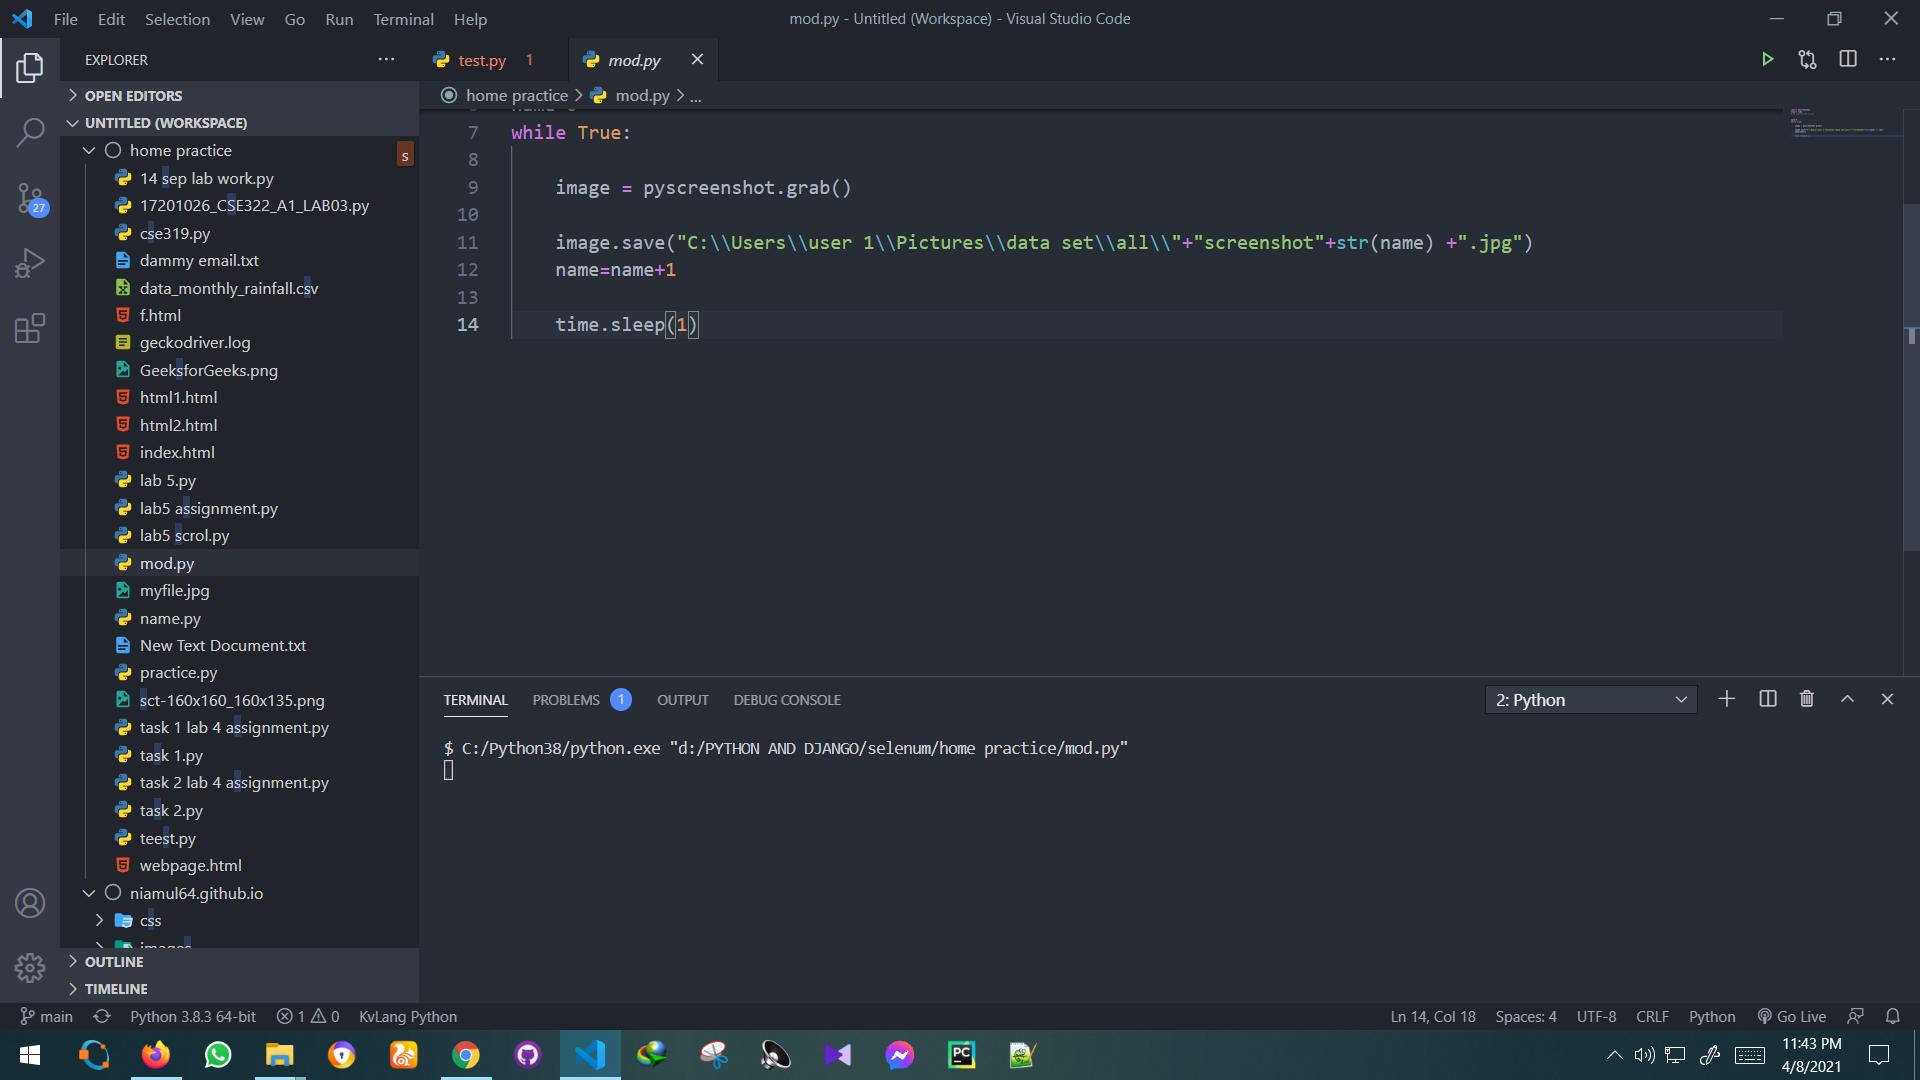 File Edit Selection View Go Run Terminal Help
mod.py - Untitled (Workspace) - Visual Studio Code
EXPLORER
test.py 1
mod.py
OPEN EDITORS
UNTITLED (WORKSPACE)
home practice
s
14 sep lab work.py
17201026_CSE322_A1_LAB03.py
cse319.py
dammy email.txt
data_monthly_rainfall.csv
f.html
geckodriver.log
GeeksforGeeks.png
html1.html
html2.html
index.html
lab 5.py
lab5 assignment.py
lab5 scrol.py
mod.py
myfile.jpg
name.py
New Text Document.txt
practice.py
sct-160x160_160x135.png
task 1 lab 4 assignment.py
task 1.py
task 2 lab 4 assignment.py
task 2.py
teest.py
webpage.html
niamul64.github.io
css
images
OUTLINE
TIMELINE
27
home practice > mod.py > ...
7 while True:
8
9 image = pyscreenshot.grab()
10
11 image.save("C:\\Users\\user 1\\Pictures\\data set\\all\\"+"screenshot"+str(name) +".jpg")
12 name=name+1
13
14 time.sleep(1)
TERMINAL PROBLEMS 1 OUTPUT DEBUG CONSOLE
2: Python
$ C:/Python38/python.exe "d:/PYTHON AND DJANGO/selenum/home practice/mod.py"
main Python 3.8.3 64-bit 1 0 KvLang Python
Ln 14, Col 18 Spaces: 4 UTF-8 CRLF Python Go Live
PC
11:43 PM
4/8/2021